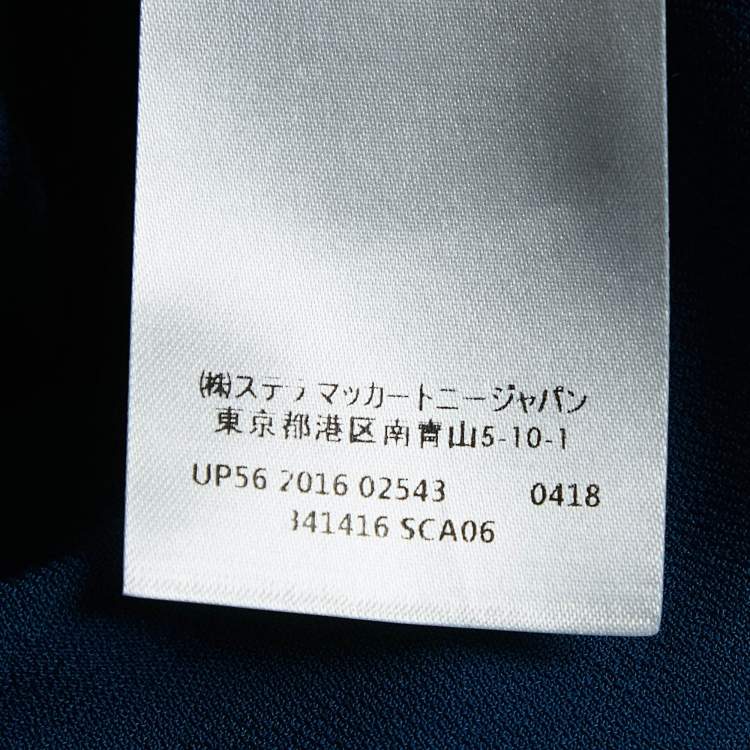 ㈱ステラ マッカートニージャパン
東京都港区南青山5-10-1
UP56 2016 02543 0418
341416 SCA06